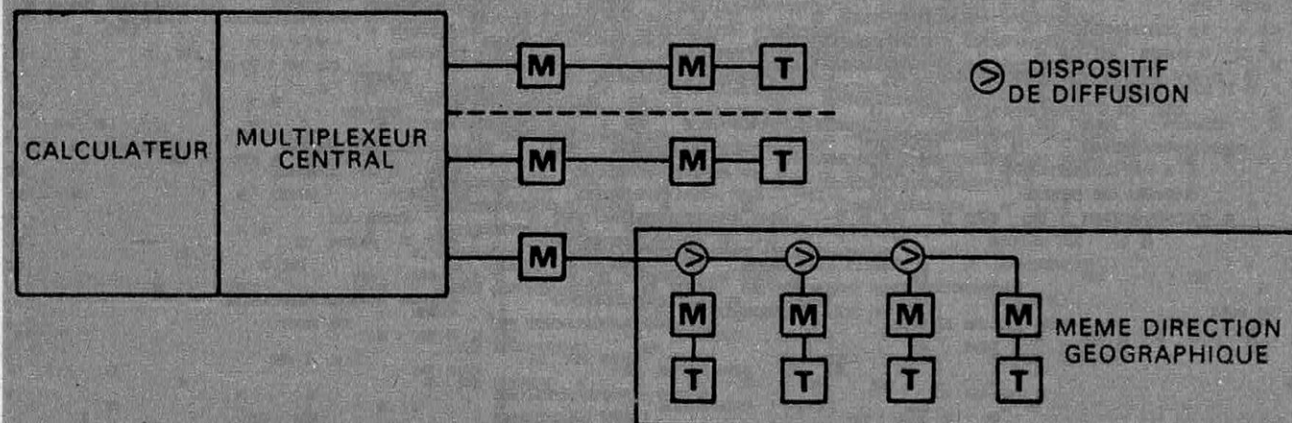 CALCULATEUR
MULTIPLEXEUR
CENTRAL
M M T
M M T
M
DISPOSITIF
DE DIFFUSION
M M M M
T T T T
MEME DIRECTION
GEOGRAPHIQUE